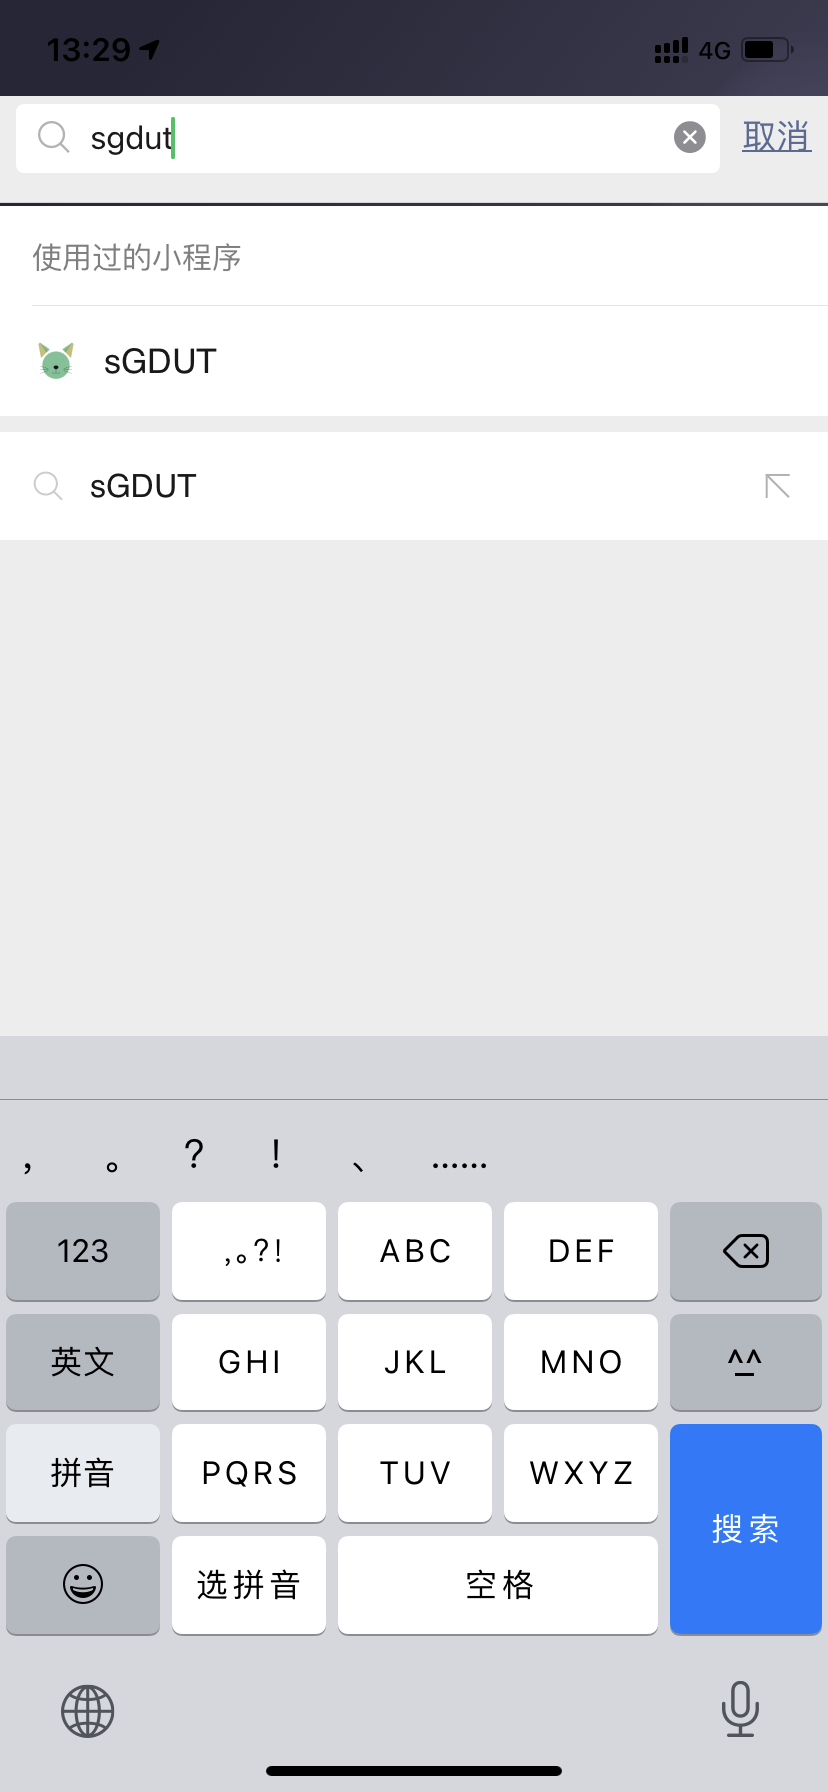 13:29 4G
sgdut 取消
使用过的小程序
sGDUT
sGDUT
， 。 ? ! 、 ……
123 ,。?! ABC DEF
英文 GHI JKL MNO ^^
拼音 PQRS TUV WXYZ
搜索
选拼音 空格